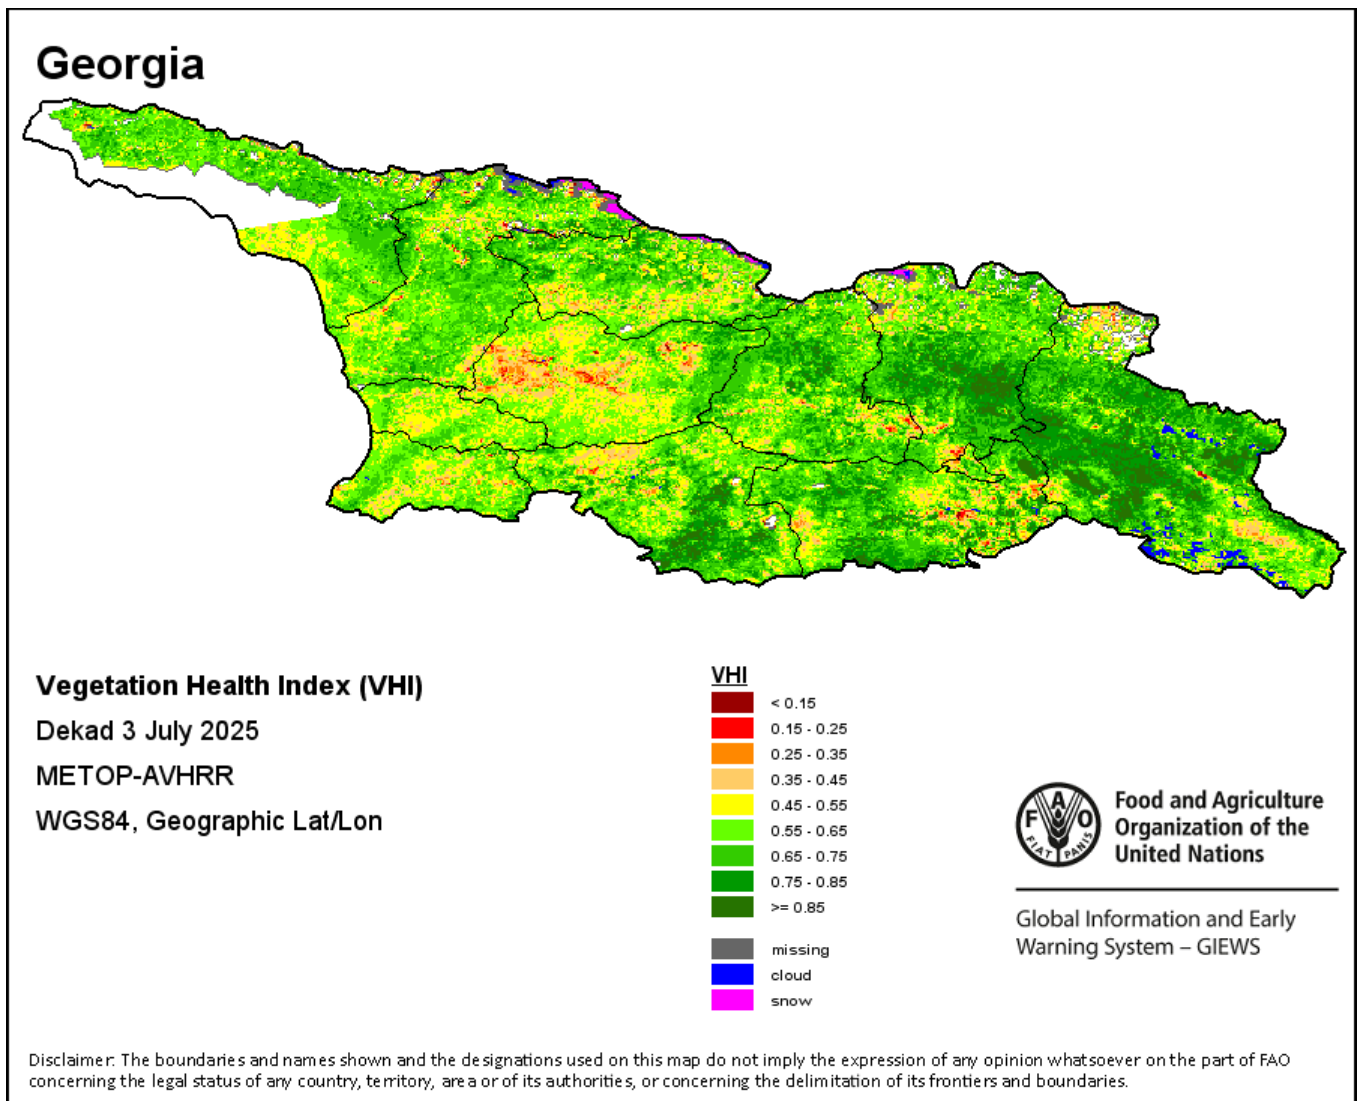 Georgia
Vegetation Health Index (VHI)
Dekad 3 July 2025
METOP-AVHRR
WGS84, Geographic Lat/Lon
VHI
< 0.15
0.15 - 0.25
0.25 - 0.35
0.35 - 0.45
0.45 - 0.55
0.55 - 0.65
0.65 - 0.75
0.75 - 0.85
>= 0.85
missing
cloud
snow
F A O
FIAT PANIS
Food and Agriculture
Organization of the
United Nations
Global Information and Early
Warning System – GIEWS
Disclaimer: The boundaries and names shown and the designations used on this map do not imply the expression of any opinion whatsoever on the part of FAO
concerning the legal status of any country, territory, area or of its authorities, or concerning the delimitation of its frontiers and boundaries.